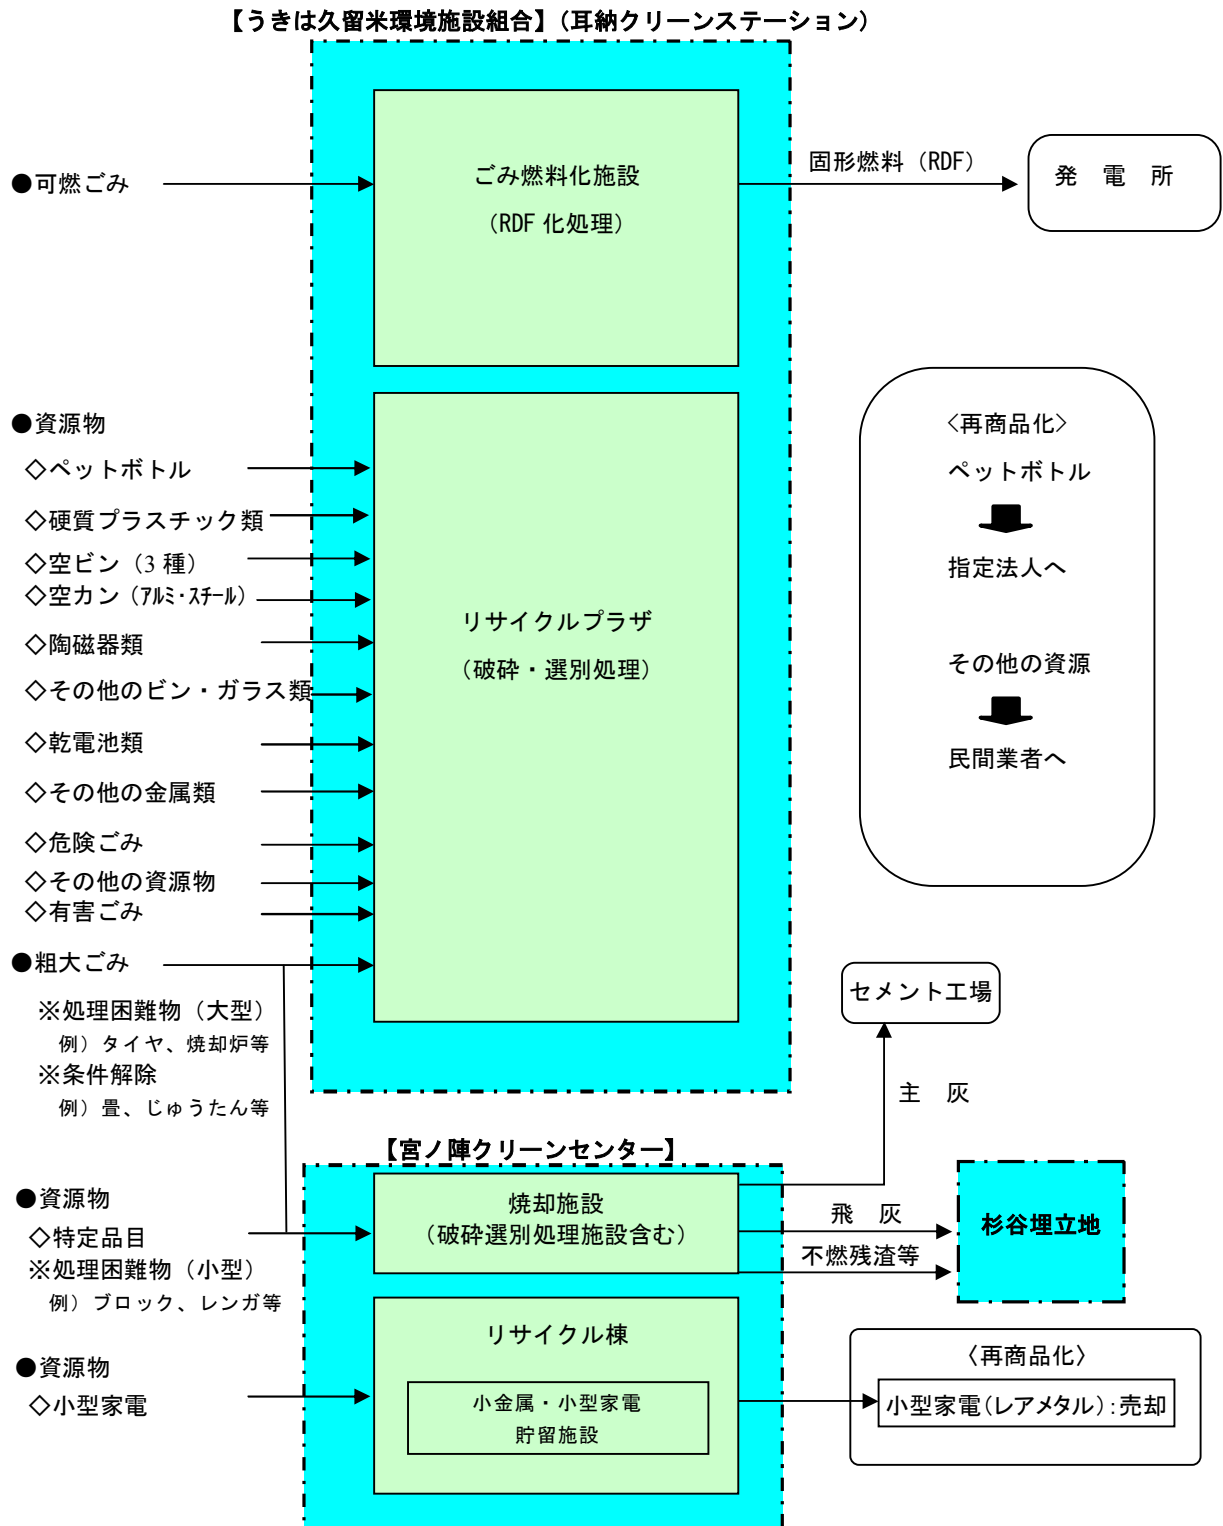 【うきは久留米環境施設組合】(耳納クリーンステーション)
●可燃ごみ
ごみ燃料化施設
(RDF 化処理)
固形燃料 (RDF)
発 電 所
●資源物
◇ペットボトル
◇硬質プラスチック類
◇空ビン (3 種)
◇空カン (ｱﾙﾐ･ｽﾁｰﾙ)
◇陶磁器類
◇その他のビン・ガラス類
◇乾電池類
◇その他の金属類
◇危険ごみ
◇その他の資源物
◇有害ごみ
リサイクルプラザ
(破砕・選別処理)
〈再商品化〉
ペットボトル
指定法人へ
その他の資源
民間業者へ
●粗大ごみ
※処理困難物 (大型)
例) タイヤ、焼却炉等
※条件解除
例) 畳、じゅうたん等
セメント工場
主 灰
【宮ノ陣クリーンセンター】
●資源物
◇特定品目
※処理困難物 (小型)
例) ブロック、レンガ等
焼却施設
(破砕選別処理施設含む)
飛 灰
不燃残渣等
杉谷埋立地
●資源物
◇小型家電
リサイクル棟
小金属・小型家電
貯留施設
〈再商品化〉
小型家電(レアメタル):売却